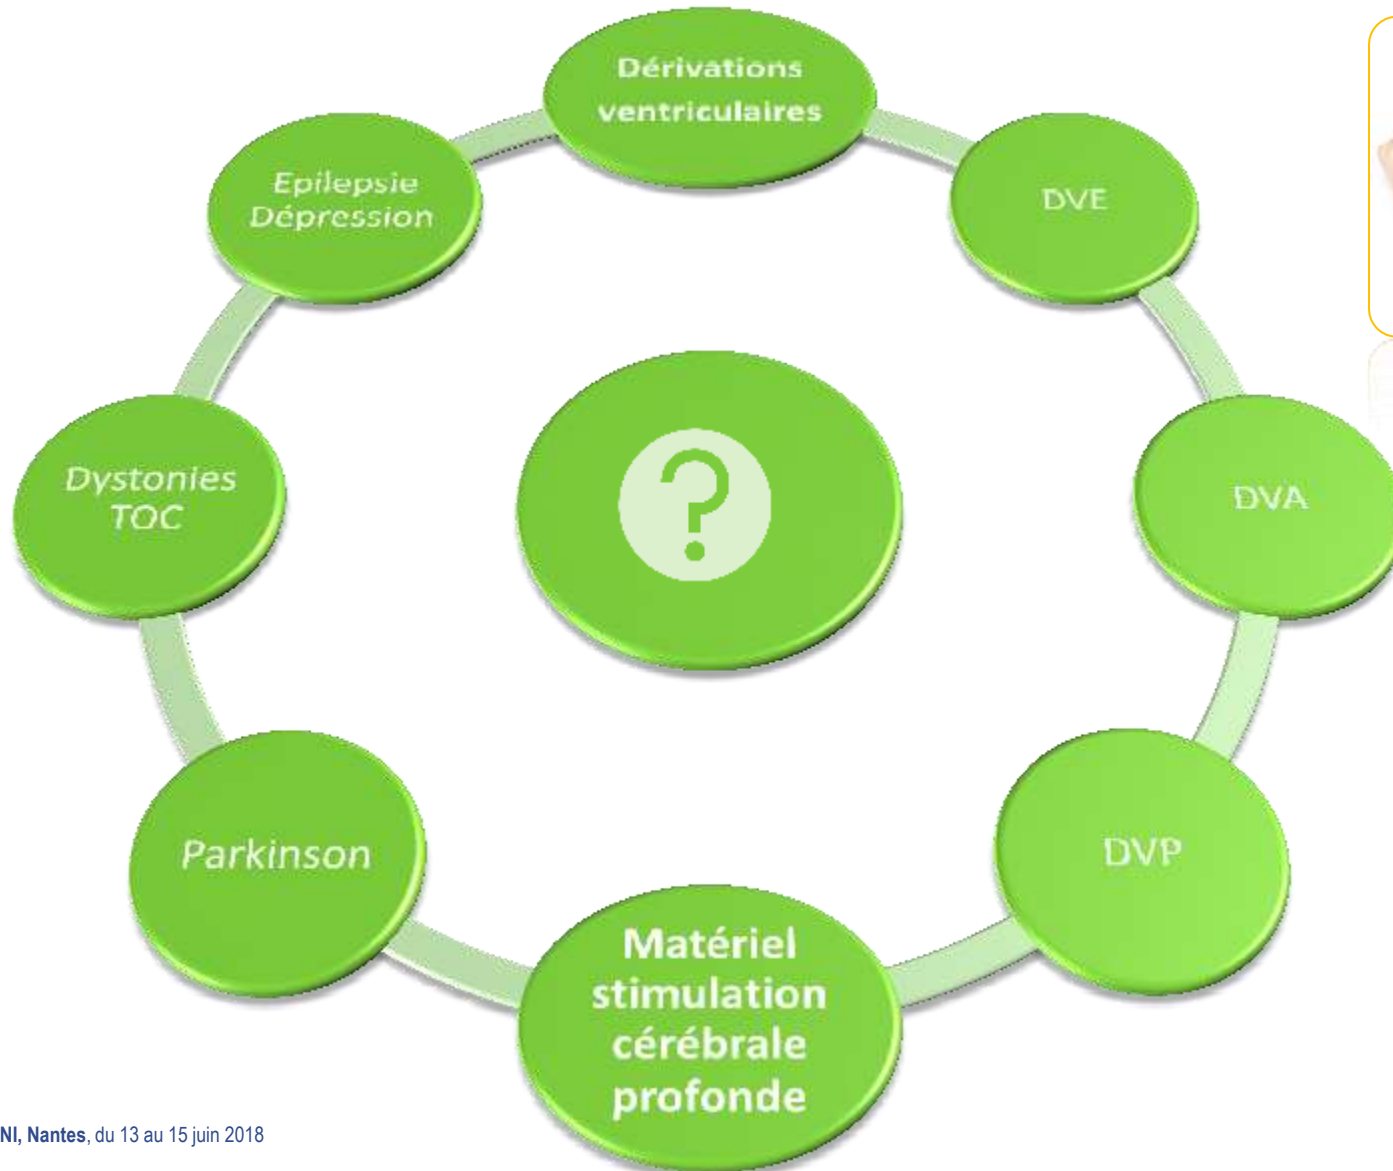 Dérivations
ventriculaires
DVE
DVA
DVP
Matériel
stimulation
cérébrale
profonde
Parkinson
Dystonies
TOC
Epilepsie
Dépression
?
NI, Nantes, du 13 au 15 juin 2018